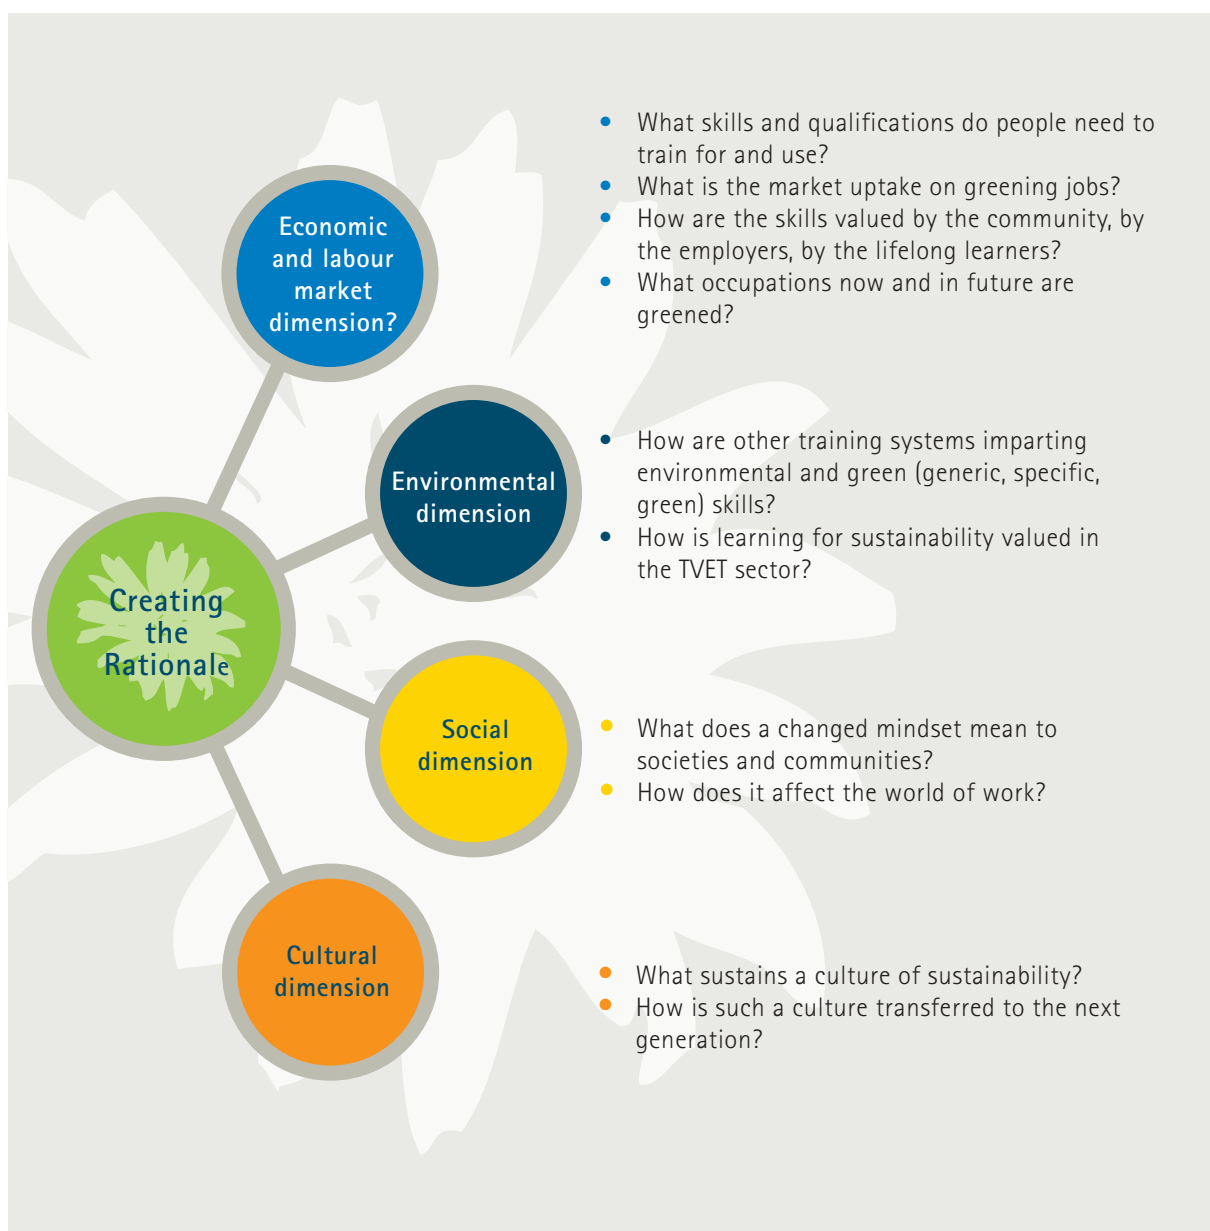 Creating
the
Rationale
Economic
and labour
market
dimension?
• What skills and qualifications do people need to
train for and use?
• What is the market uptake on greening jobs?
• How are the skills valued by the community, by
the employers, by the lifelong learners?
• What occupations now and in future are
greened?
Environmental
dimension
• How are other training systems imparting
environmental and green (generic, specific,
green) skills?
• How is learning for sustainability valued in
the TVET sector?
Social
dimension
• What does a changed mindset mean to
societies and communities?
• How does it affect the world of work?
Cultural
dimension
• What sustains a culture of sustainability?
• How is such a culture transferred to the next
generation?